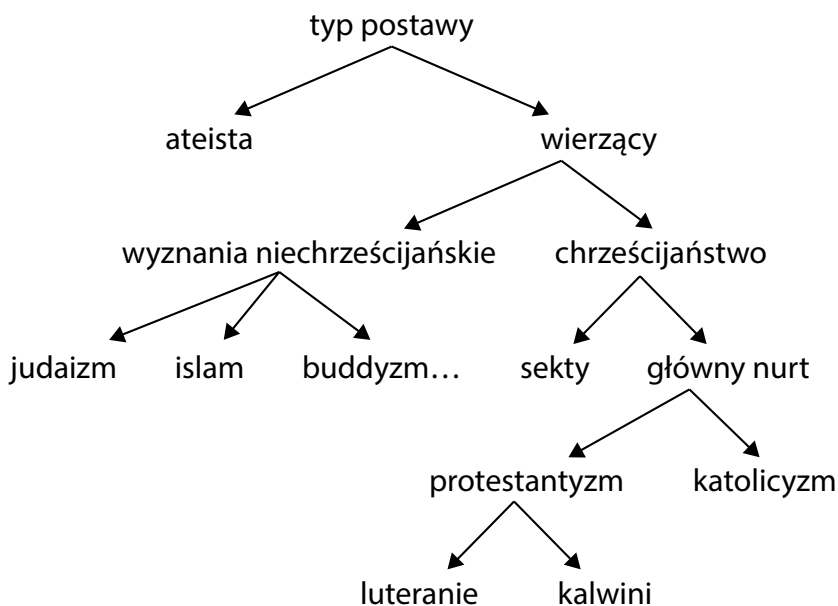 typ postawy
ateista wierzący
wyznania niechrześcijańskie chrześcijaństwo
judaizm islam buddyzm… sekty główny nurt
protestantyzm katolicyzm
luteranie kalwini